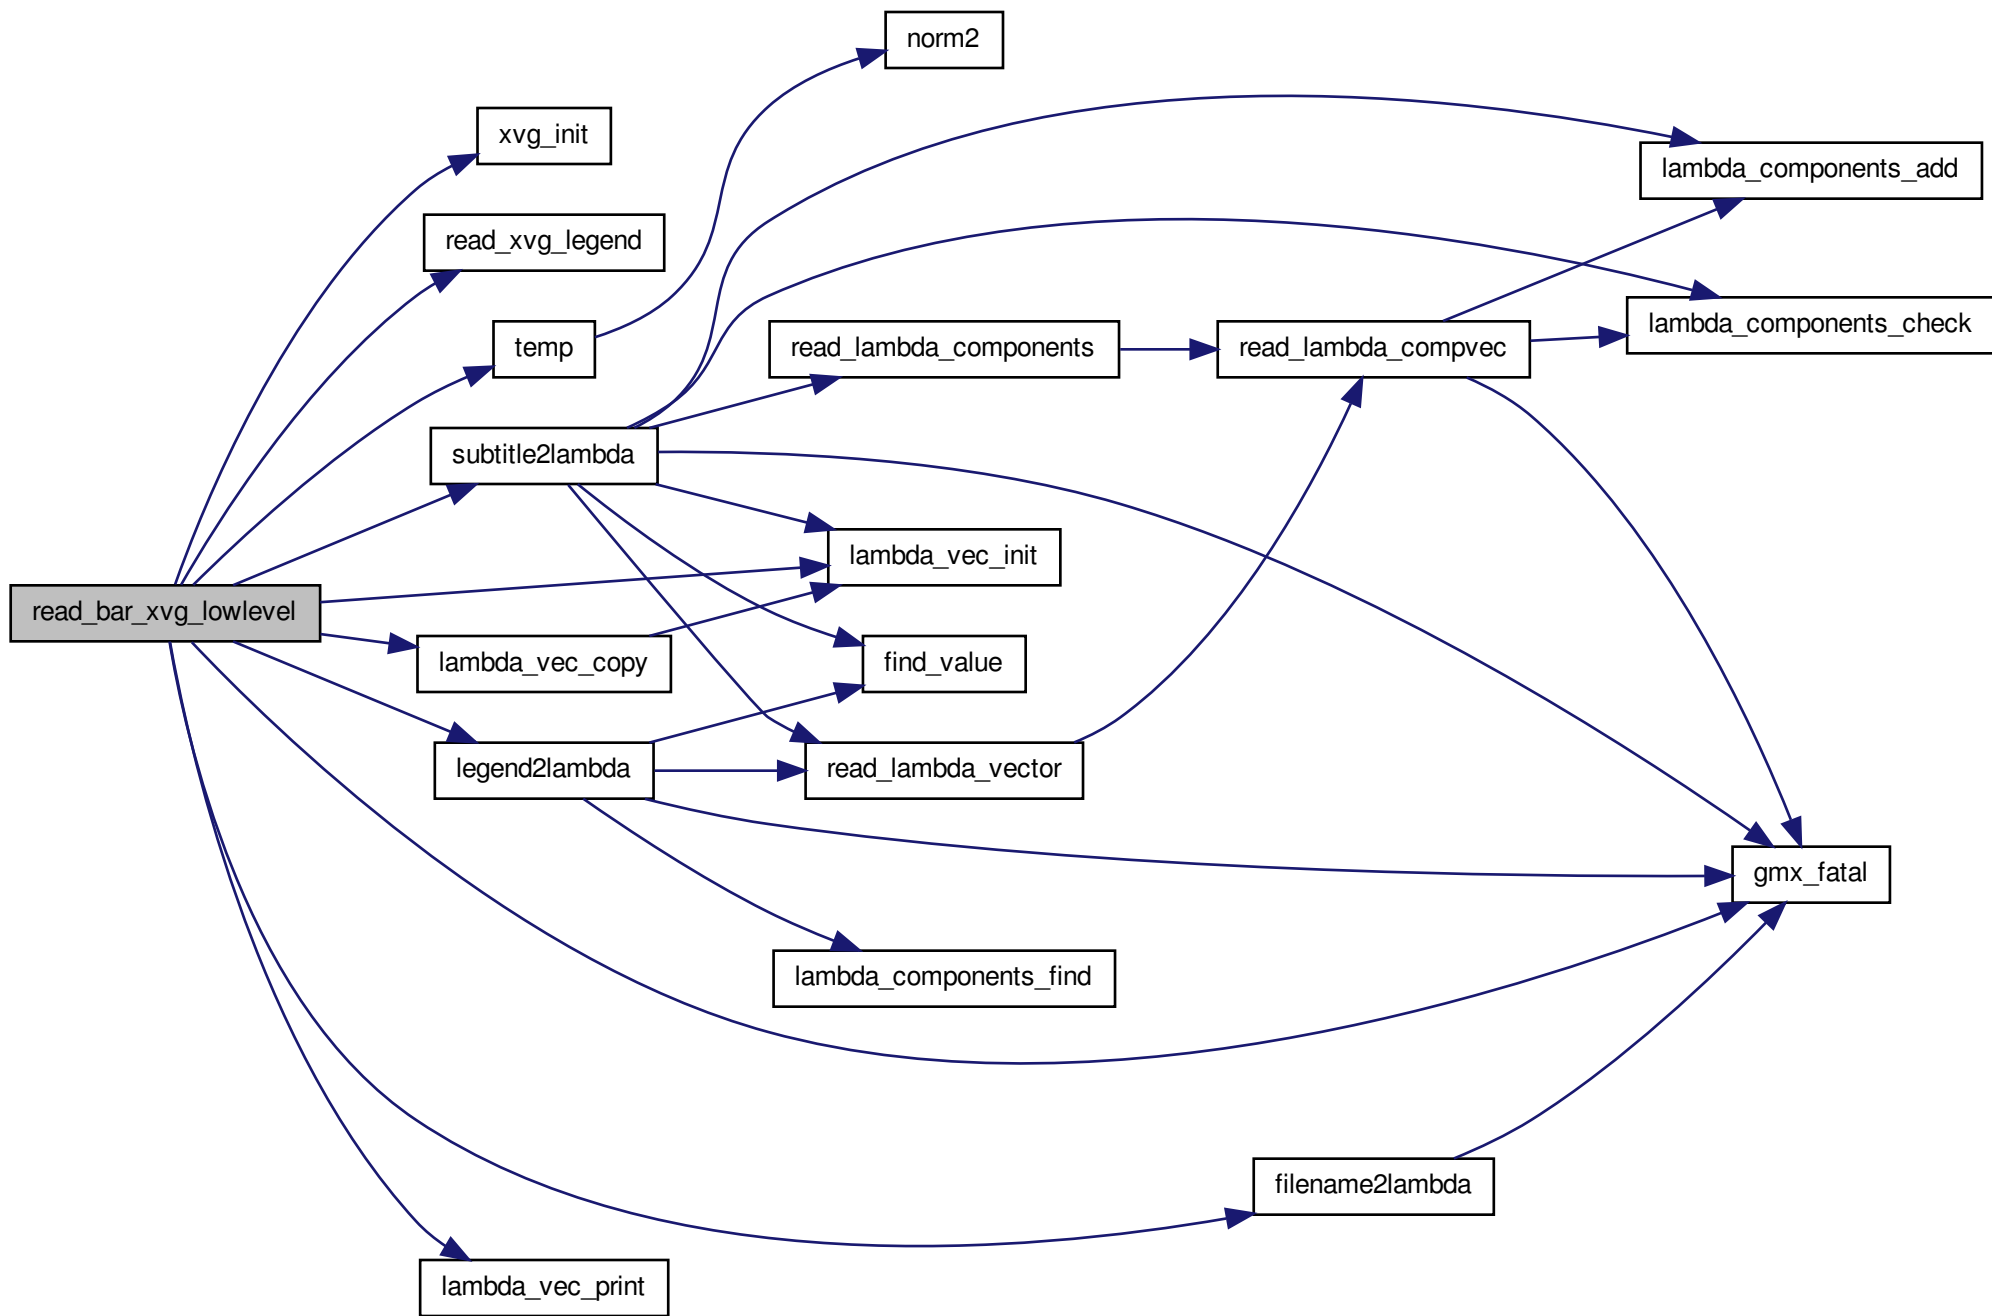 norm2
xvg_init
lambda_components_add
read_xvg_legend
lambda_components_check
temp
read_lambda_components
read_lambda_compvec
subtitle2lambda
lambda_vec_init
read_bar_xvg_lowlevel
lambda_vec_copy
find_value
legend2lambda
read_lambda_vector
gmx_fatal
lambda_components_find
filename2lambda
lambda_vec_print